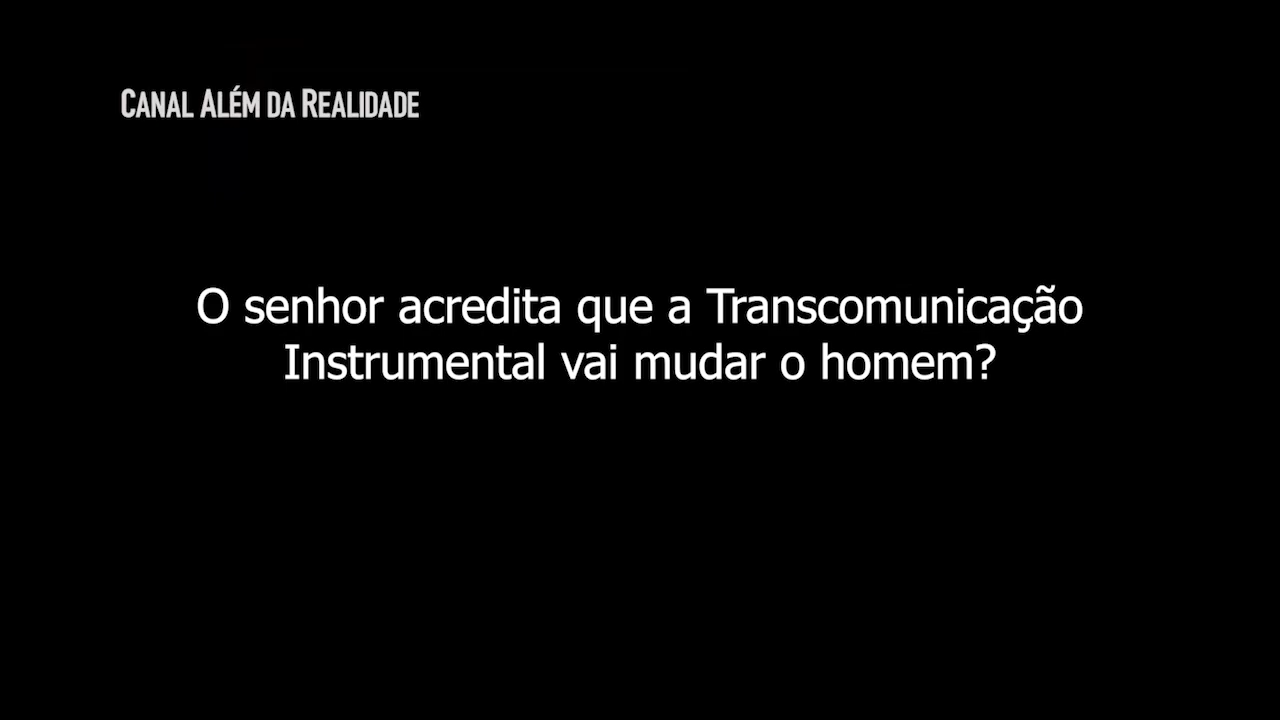 CANAL ALÉM DA REALIDADE
O senhor acredita que a Transcomunicação
Instrumental vai mudar o homem?